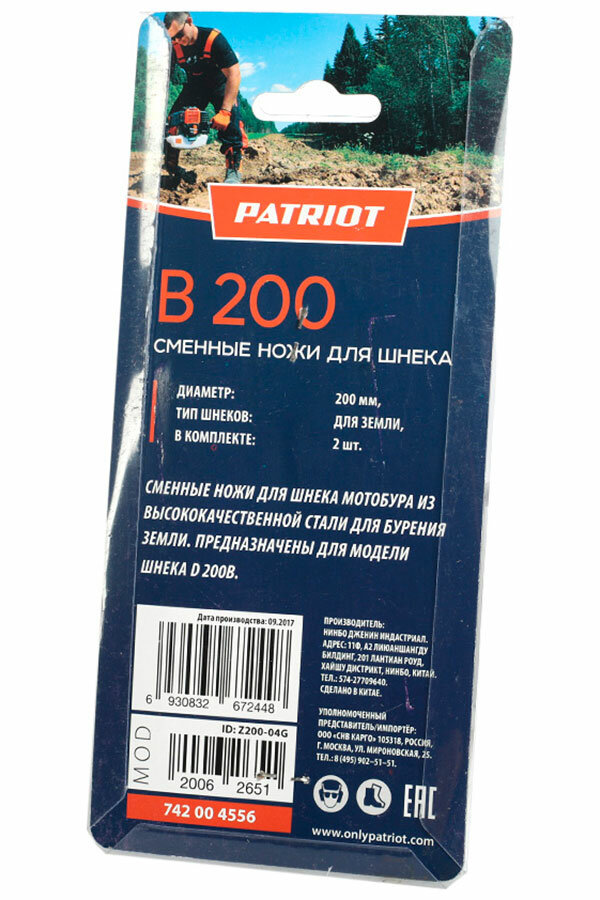 PATRIOT
B 200
СМЕННЫЕ НОЖИ ДЛЯ ШНЕКА
ДИАМЕТР: 200 мм,
ТИП ШНЕКОВ: ДЛЯ ЗЕМЛИ,
В КОМПЛЕКТЕ: 2 шт.
СМЕННЫЕ НОЖИ ДЛЯ ШНЕКА МОТОБУРА ИЗ
ВЫСОКОКАЧЕСТВЕННОЙ СТАЛИ ДЛЯ БУРЕНИЯ
ЗЕМЛИ. ПРЕДНАЗНАЧЕНЫ ДЛЯ МОДЕЛИ
ШНЕКА D 200B.
Дата производства: 09.2017
6 930832 672448
ID: Z200-04G
MOD
2006 2651
742 00 4556
ПРОИЗВОДИТЕЛЬ:
НИНБО ДЖЕНИН ИНДАСТРИАЛ.
АДРЕС: 11Ф, А2 ЛИЮАНШАНГДУ
БИЛДИНГ, 201 ЛАНТИАН РОУД,
ХАЙШУ ДИСТРИКТ, НИНБО, КИТАЙ.
ТЕЛ.: 574-27709640.
СДЕЛАНО В КИТАЕ.
УПОЛНОМОЧЕННЫЙ
ПРЕДСТАВИТЕЛЬ/ИМПОРТЁР:
ООО «СНВ КАРГО» 105318, РОССИЯ,
Г. МОСКВА, УЛ. МИРОНОВСКАЯ, 25.
ТЕЛ.: 8 (495) 902-51-51.
EAC
www.onlypatriot.com